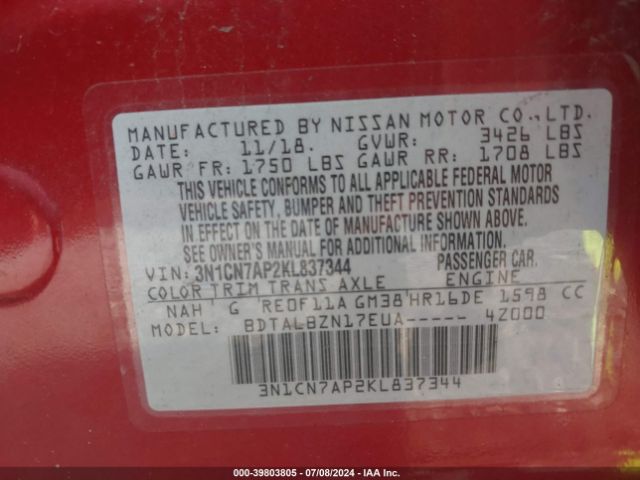 MANUFACTURED BY NISSAN MOTOR CO.,LTD.
DATE: 11/18. GVWR: 3426 LBS
GAWR FR: 1750 LBS GAWR RR: 1708 LBS
THIS VEHICLE CONFORMS TO ALL APPLICABLE FEDERAL MOTOR
VEHICLE SAFETY, BUMPER AND THEFT PREVENTION STANDARDS
IN EFFECT ON THE DATE OF MANUFACTURE SHOWN ABOVE.
SEE OWNER'S MANUAL FOR ADDITIONAL INFORMATION.
VIN: 3N1CN7AP2KL837344 PASSENGER CAR.
COLOR TRIM TRANS AXLE ENGINE
NAH G RE0F11A GM38 HR16DE 1598 CC
MODEL: BDTALBZN17EUA----- 4Z000
3N1CN7AP2KL837344
000-39803805 - 07/08/2024 - IAA Inc.